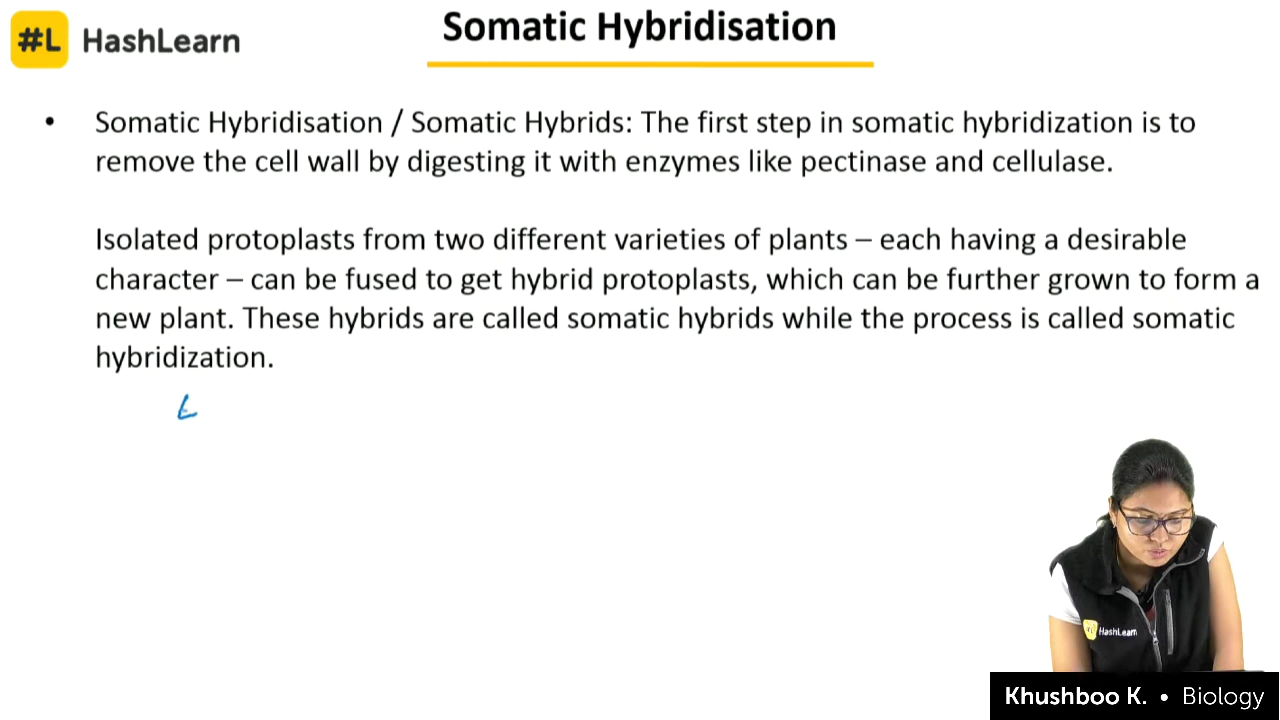 #L HashLearn
Somatic Hybridisation
• Somatic Hybridisation / Somatic Hybrids: The first step in somatic hybridization is to
remove the cell wall by digesting it with enzymes like pectinase and cellulase.
Isolated protoplasts from two different varieties of plants – each having a desirable
character – can be fused to get hybrid protoplasts, which can be further grown to form a
new plant. These hybrids are called somatic hybrids while the process is called somatic
hybridization.
#L HashLearn
Khushboo K. • Biology